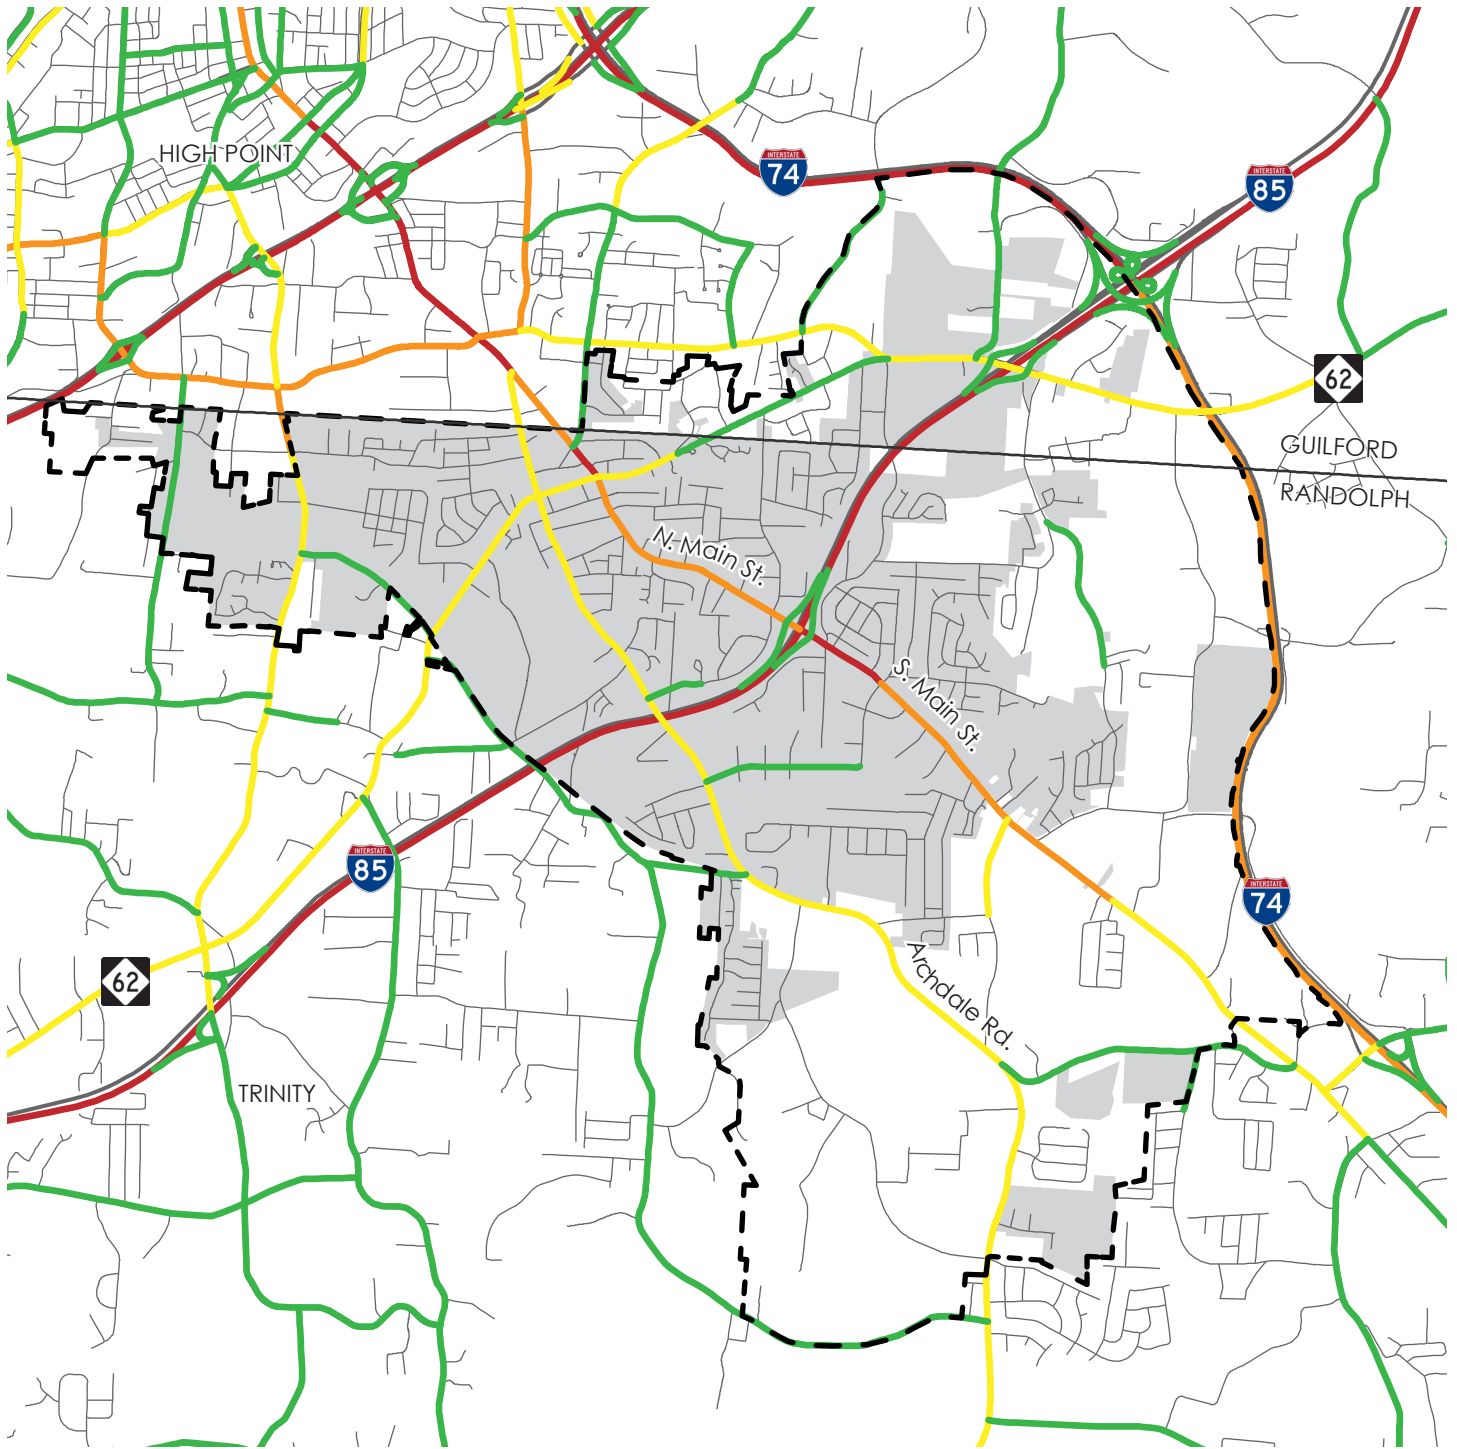 HIGH POINT
INTERSTATE
74
INTERSTATE
85
62
GUILFORD
RANDOLPH
N. Main St.
S. Main St.
INTERSTATE
85
INTERSTATE
74
Archdale Rd.
62
TRINITY